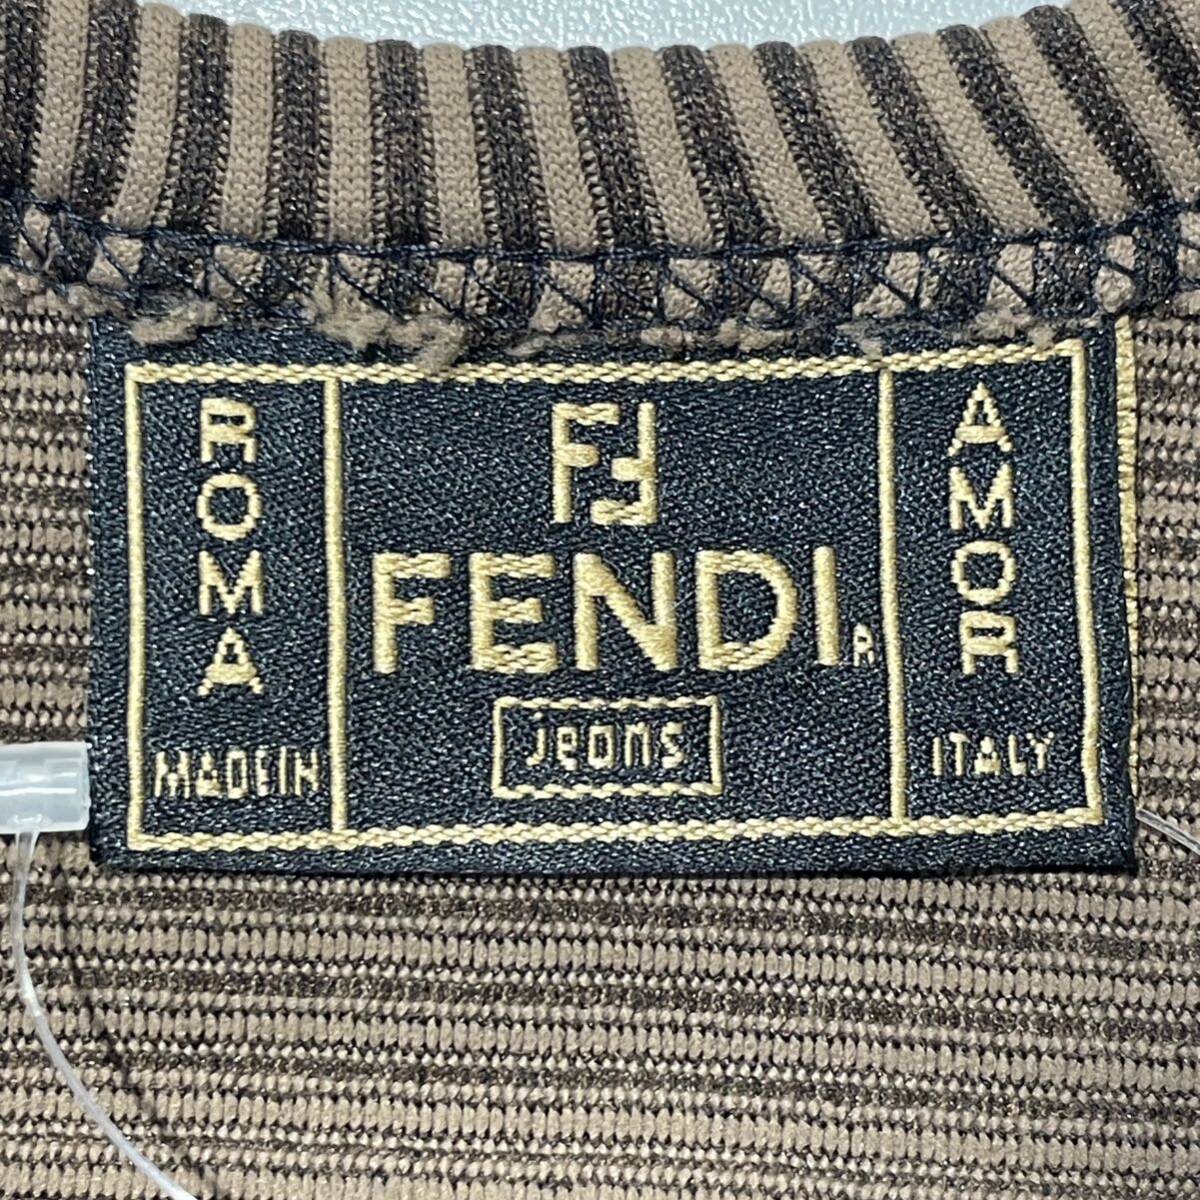 ROMA
MADE IN
FF
FENDI R
jeans
AMOR
ITALY